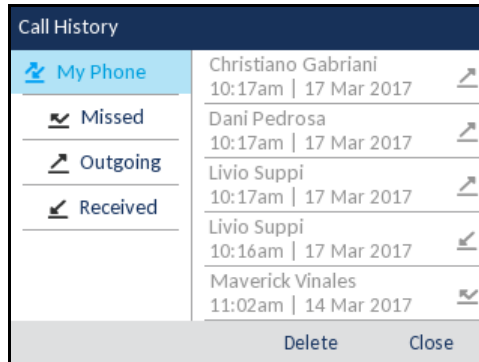 Call History
My Phone
Missed
Outgoing
Received
Christiano Gabriani
10:17am | 17 Mar 2017
Dani Pedrosa
10:17am | 17 Mar 2017
Livio Suppi
10:17am | 17 Mar 2017
Livio Suppi
10:16am | 17 Mar 2017
Maverick Vinales
11:02am | 14 Mar 2017
Delete Close